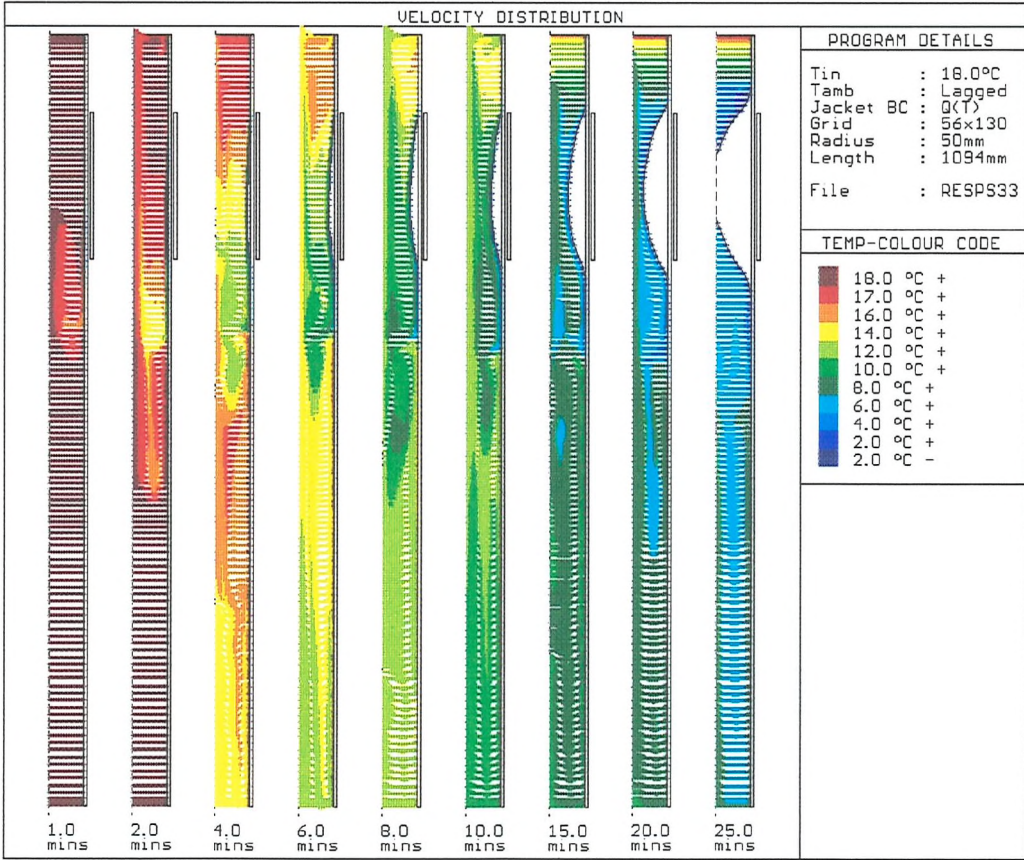 VELOCITY DISTRIBUTION
PROGRAM DETAILS
Tin : 18.0°C
Tamb : Lagged
Jacket BC : Q(T)
Grid : 56x130
Radius : 50mm
Length : 1094mm
File : RESPS33
TEMP-COLOUR CODE
18.0 °C +
17.0 °C +
16.0 °C +
14.0 °C +
12.0 °C +
10.0 °C +
8.0 °C +
6.0 °C +
4.0 °C +
2.0 °C +
2.0 °C -
1.0 2.0 4.0 6.0 8.0 10.0 15.0 20.0 25.0
mins mins mins mins mins mins mins mins mins